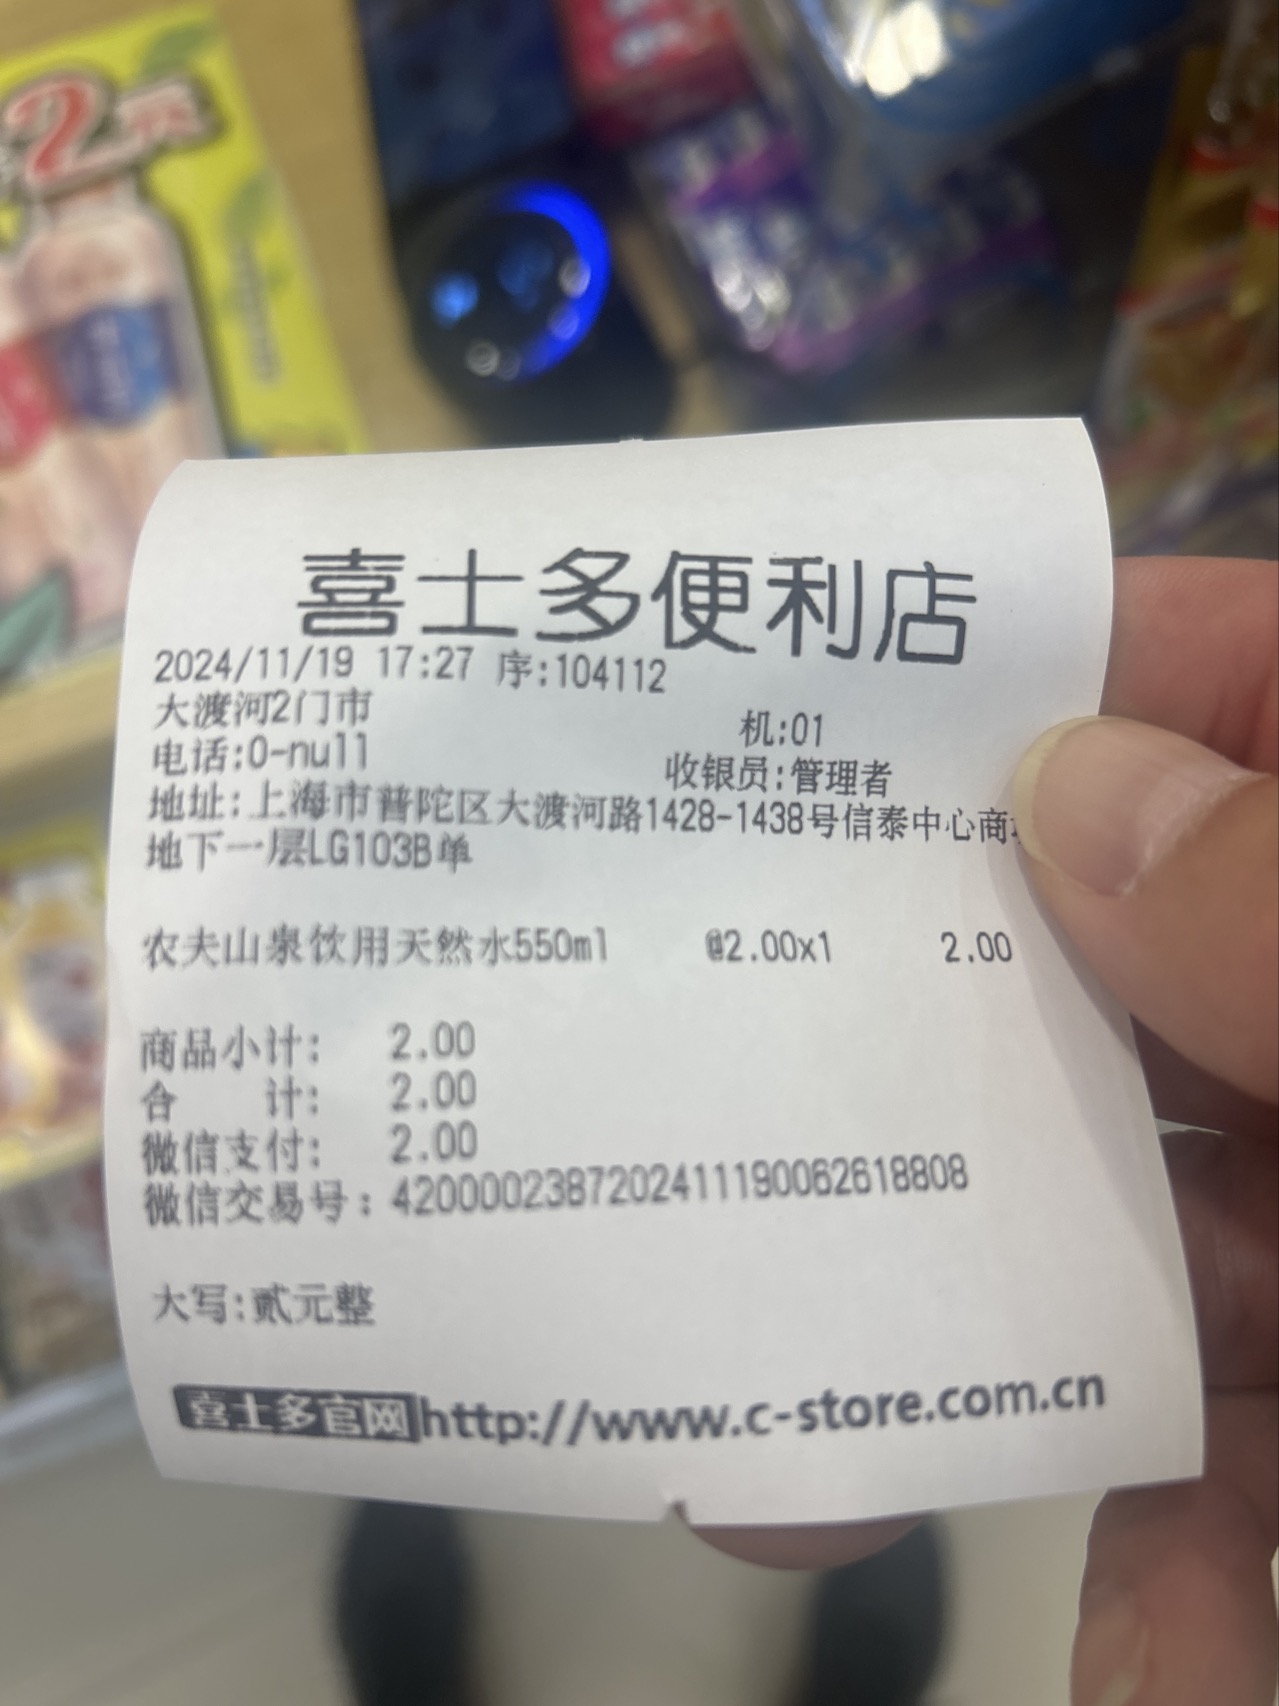 2元
喜士多便利店
2024/11/19 17:27 序:104112
大渡河2门市
机:01
电话:0-null
收银员:管理者
地址:上海市普陀区大渡河路1428-1438号信泰中心商
地下一层LG103B单
农夫山泉饮用天然水550ml @2.00x1 2.00
商品小计: 2.00
合 计: 2.00
微信支付: 2.00
微信交易号: 4200002387202411190062618808
大写:贰元整
喜士多官网http://www.c-store.com.cn